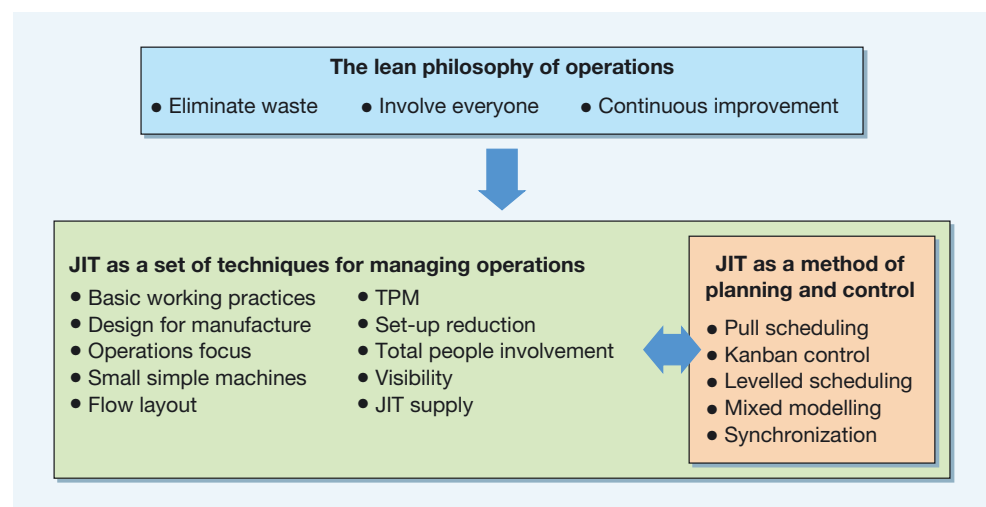 The lean philosophy of operations
● Eliminate waste ● Involve everyone ● Continuous improvement
JIT as a set of techniques for managing operations
● Basic working practices
● Design for manufacture
● Operations focus
● Small simple machines
● Flow layout
● TPM
● Set-up reduction
● Total people involvement
● Visibility
● JIT supply
JIT as a method of
planning and control
● Pull scheduling
● Kanban control
● Levelled scheduling
● Mixed modelling
● Synchronization